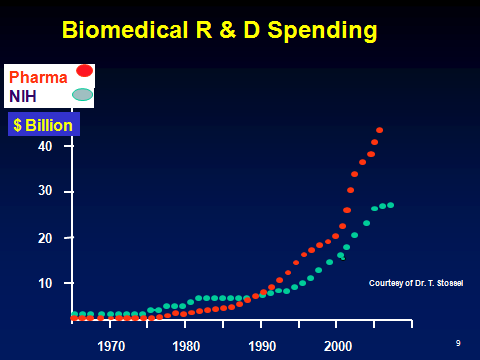 Biomedical R & D Spending
Pharma
NIH
$ Billion
40
30
20
10
Courtesy of Dr. T. Stossel
1970 1980 1990 2000
9